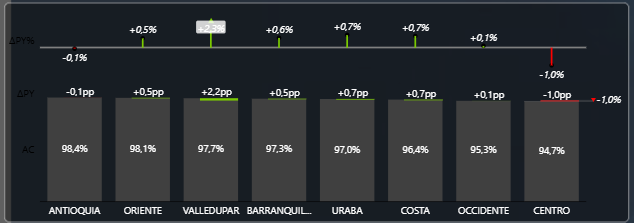 +0,5% +2,3% +0,6% +0,7% +0,7% +0,1%
ΔPY%
-0,1% -1,0%
ΔPY -0,1pp +0,5pp +2,2pp +0,5pp +0,7pp +0,7pp +0,1pp -1,0pp -1,0%
AC 98,4% 98,1% 97,7% 97,3% 97,0% 96,4% 95,3% 94,7%
ANTIOQUIA ORIENTE VALLEDUPAR BARRANQUIL... URABA COSTA OCCIDENTE CENTRO